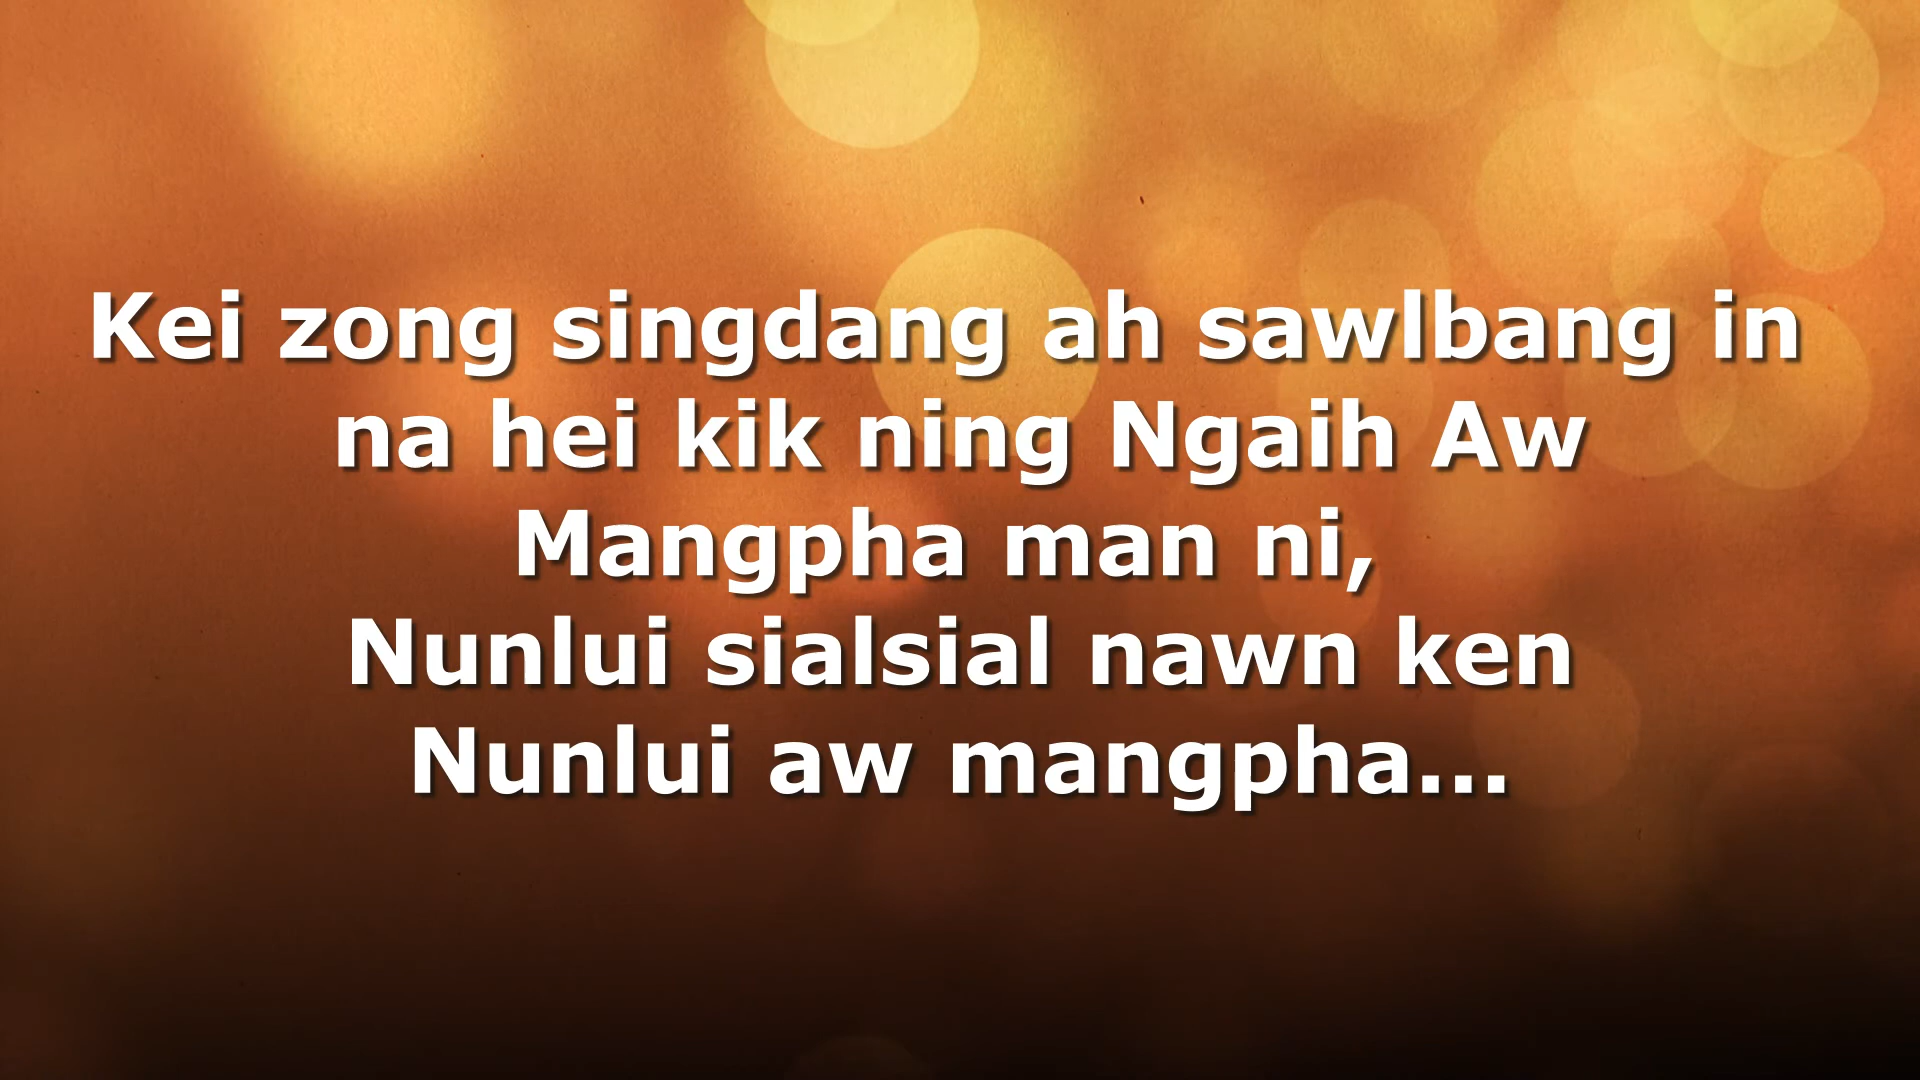 Kei zong singdang ah sawlbang in
na hei kik ning Ngaih Aw
Mangpha man ni,
Nunlui sialsial nawn ken
Nunlui aw mangpha...